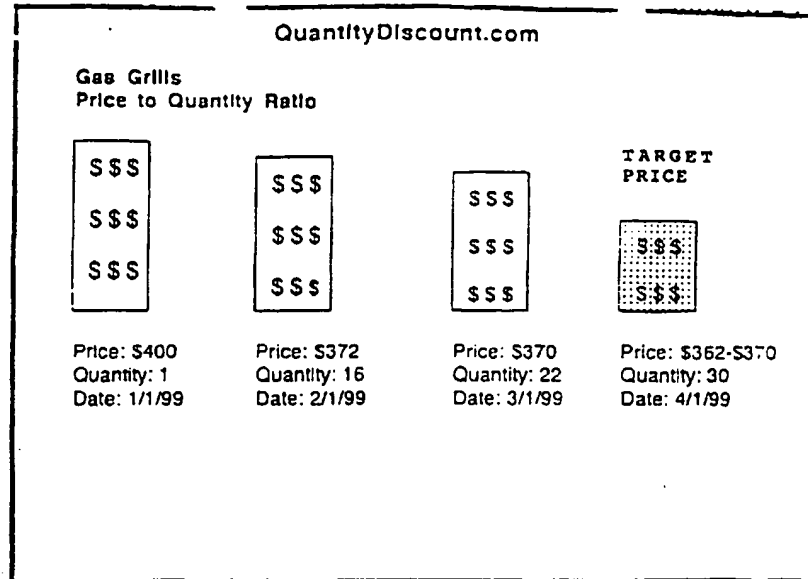 QuantityDiscount.com
Gas Grills
Price to Quantity Ratio
$$$
$$$
$$$
$$$
$$$
$$$
$$$
$$$
$$$
TARGET
PRICE
$$$
$$$
Price: $400
Quantity: 1
Date: 1/1/99
Price: $372
Quantity: 16
Date: 2/1/99
Price: $370
Quantity: 22
Date: 3/1/99
Price: $362-$370
Quantity: 30
Date: 4/1/99